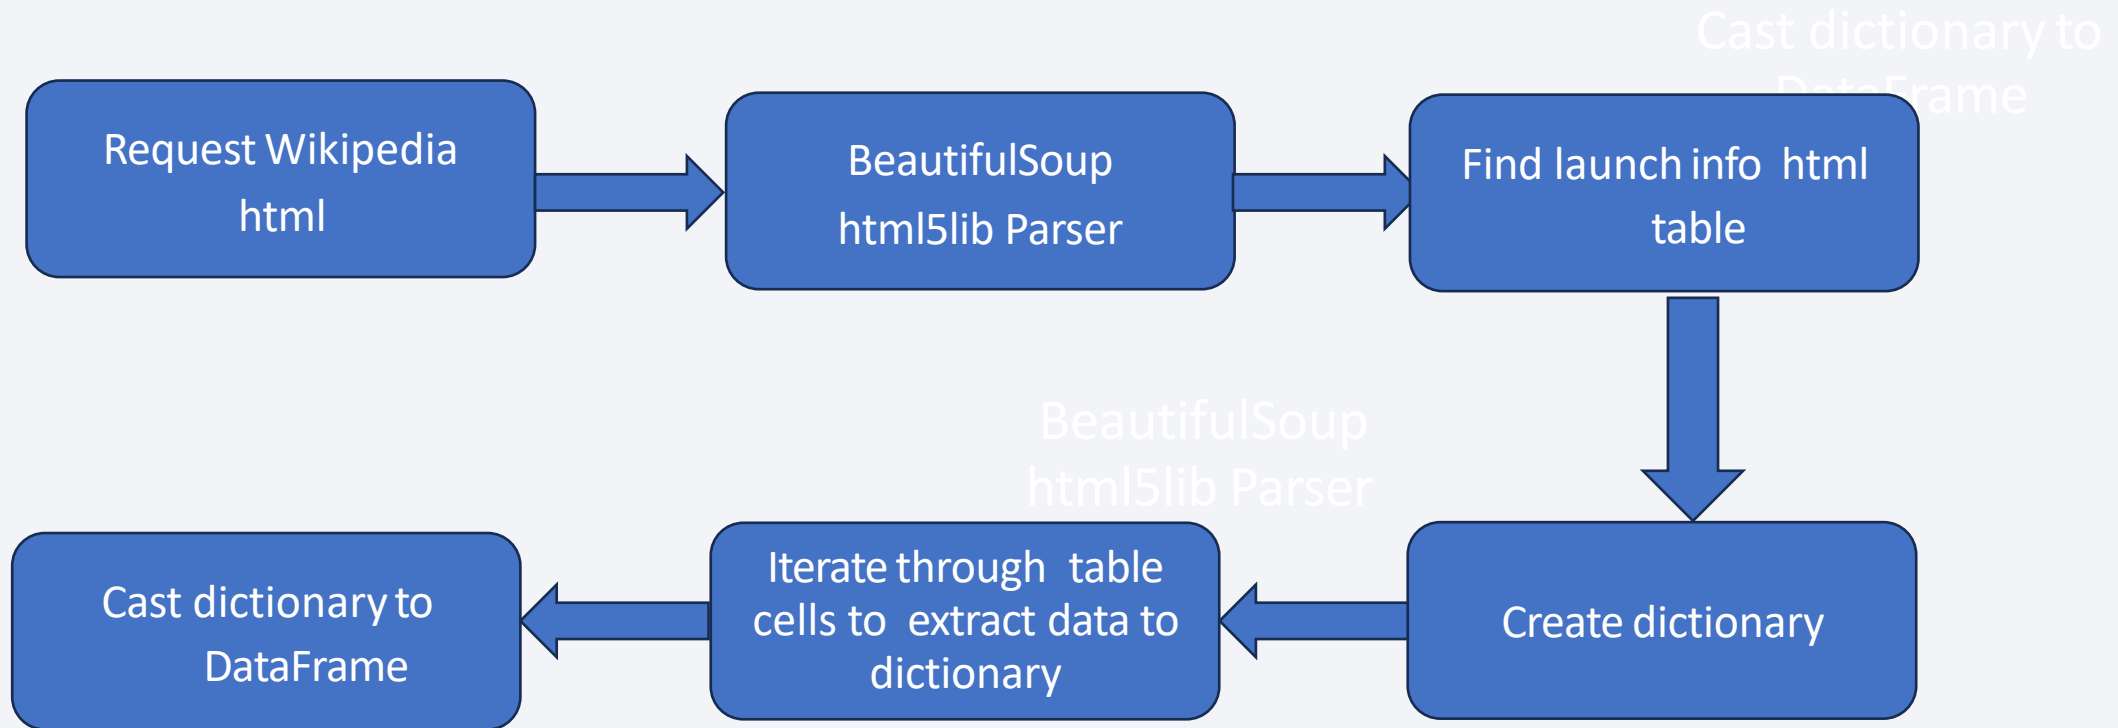 Cast dictionary to
DataFrame
Request Wikipedia
html
BeautifulSoup
html5lib Parser
Find launch info html
table
BeautifulSoup
html5lib Parser
Create dictionary
Iterate through table
cells to extract data to
dictionary
Cast dictionary to
DataFrame